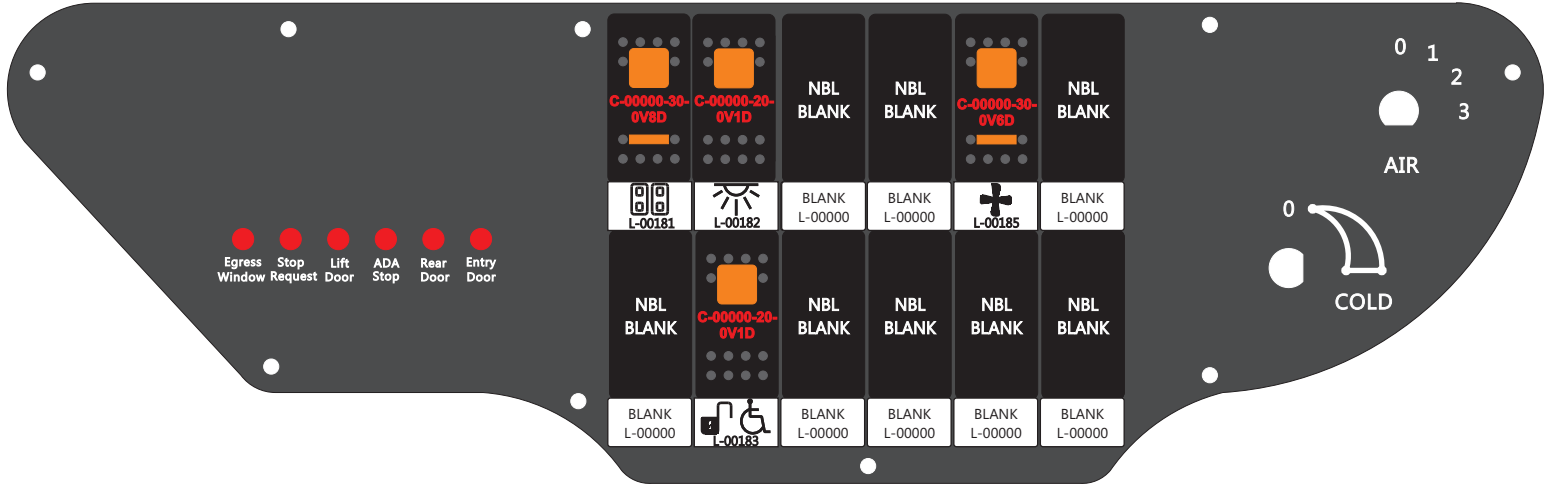 C-00000-30-
0V8D
C-00000-20-
0V1D
NBL
BLANK
NBL
BLANK
C-00000-30-
0V6D
NBL
BLANK
0
1
2
3
AIR
L-00181
L-00182
BLANK
L-00000
BLANK
L-00000
L-00185
BLANK
L-00000
0
COLD
Egress
Window
Stop
Request
Lift
Door
ADA
Stop
Rear
Door
Entry
Door
NBL
BLANK
C-00000-20-
0V1D
NBL
BLANK
NBL
BLANK
NBL
BLANK
NBL
BLANK
BLANK
L-00000
L-00183
BLANK
L-00000
BLANK
L-00000
BLANK
L-00000
BLANK
L-00000